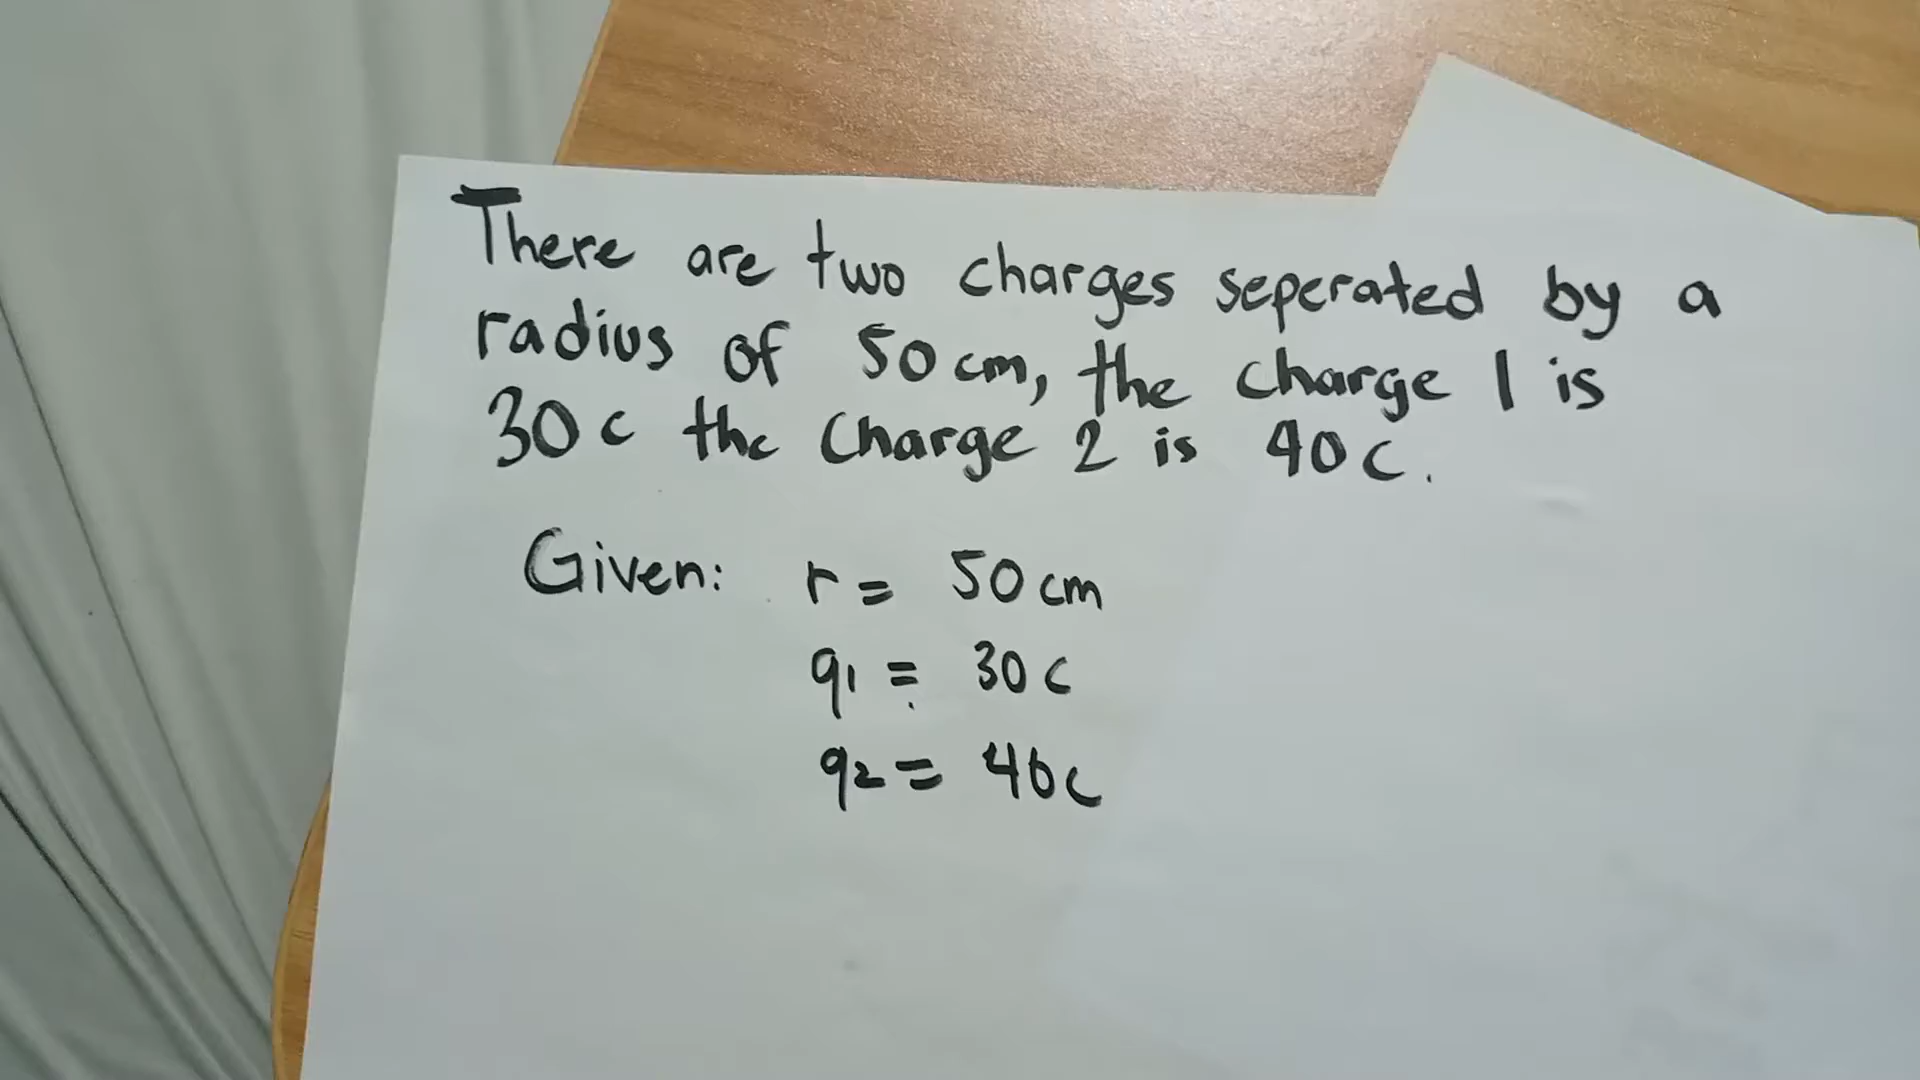 There are two charges seperated by a
radius of 50 cm, the charge 1 is
30 c the charge 2 is 40 c.
Given: r = 50 cm
q1 = 30 c
q2 = 40 c